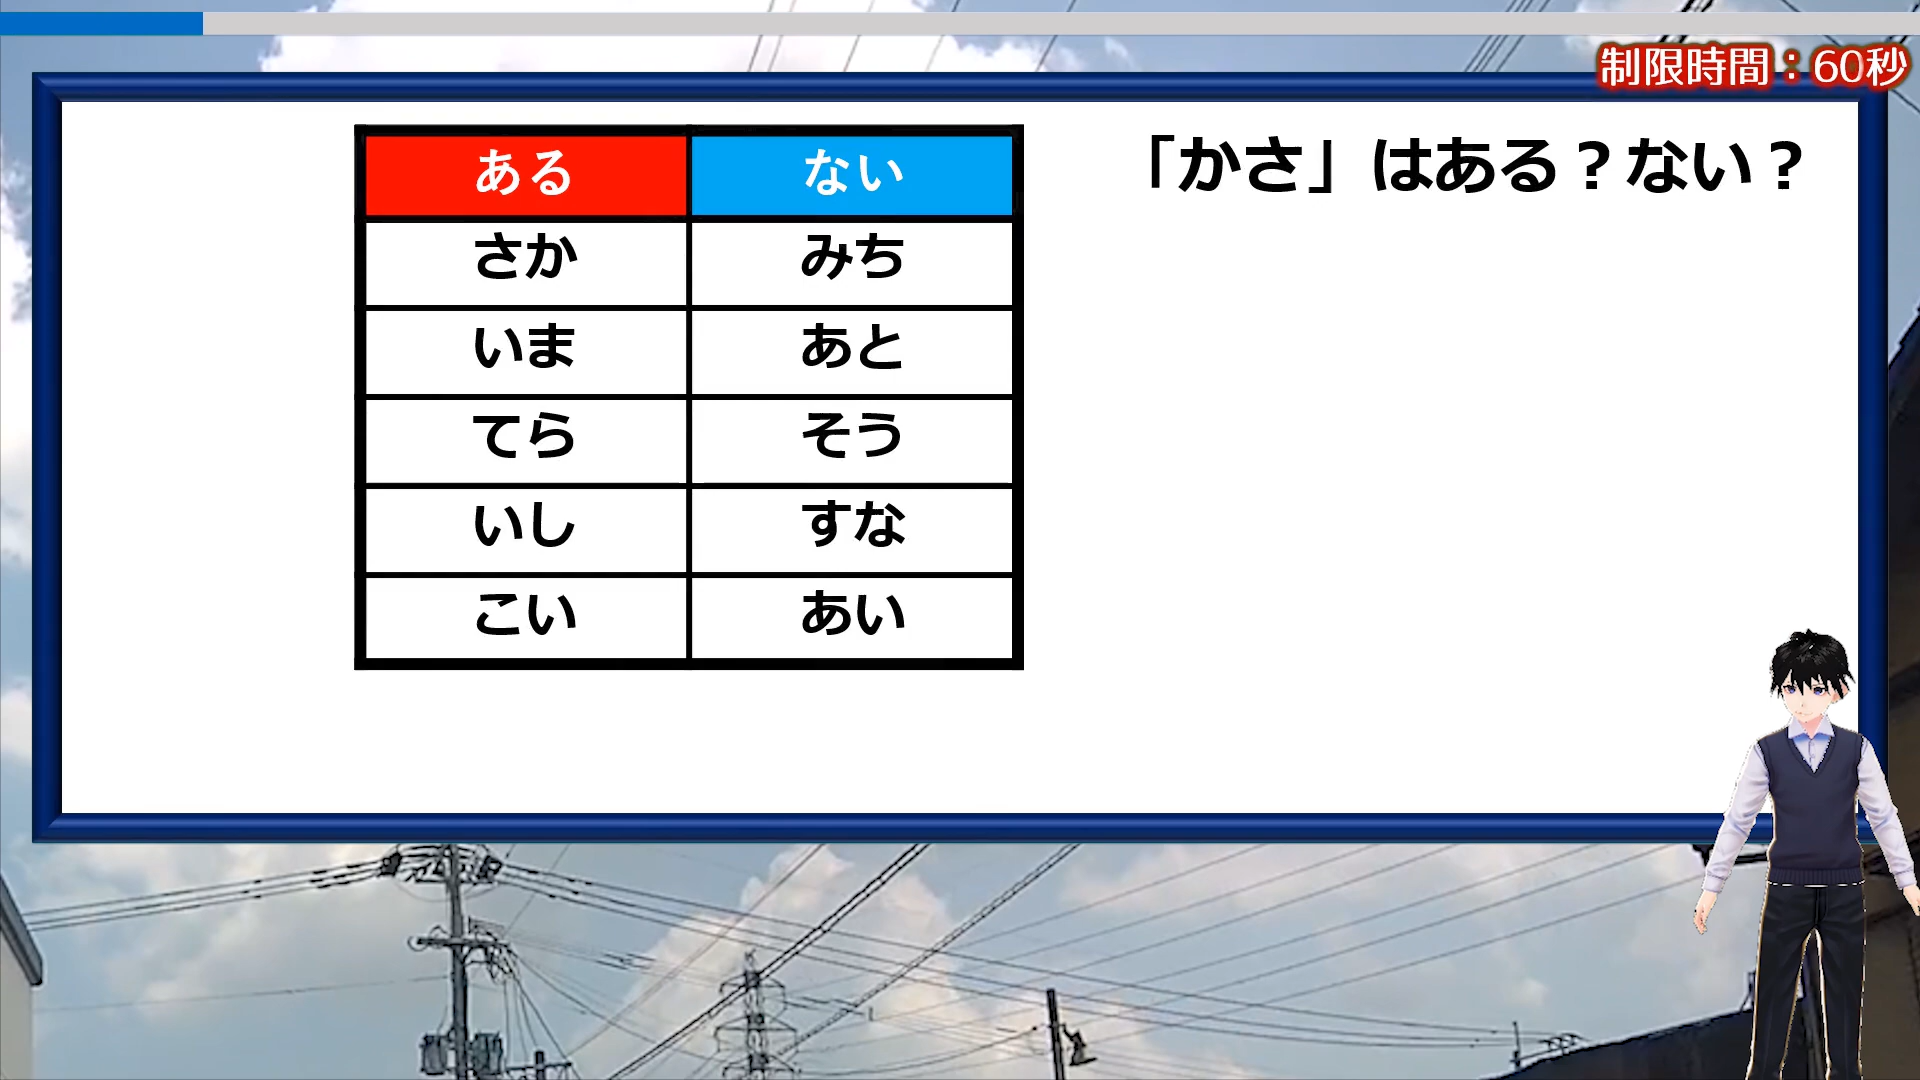 制限時間：60秒
「かさ」はある？ない？
ある ない
さか みち
いま あと
てら そう
いし すな
こい あい